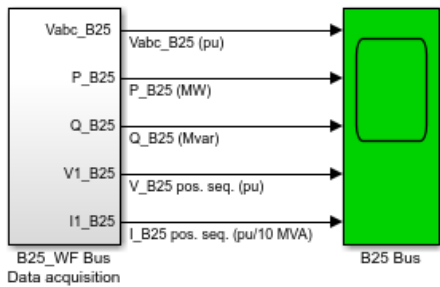 Vabc_B25
Vabc_B25 (pu)
P_B25
P_B25 (MW)
Q_B25
Q_B25 (Mvar)
V1_B25
V_B25 pos. seq. (pu)
I1_B25
I_B25 pos. seq. (pu/10 MVA)
B25_WF Bus
Data acquisition
B25 Bus